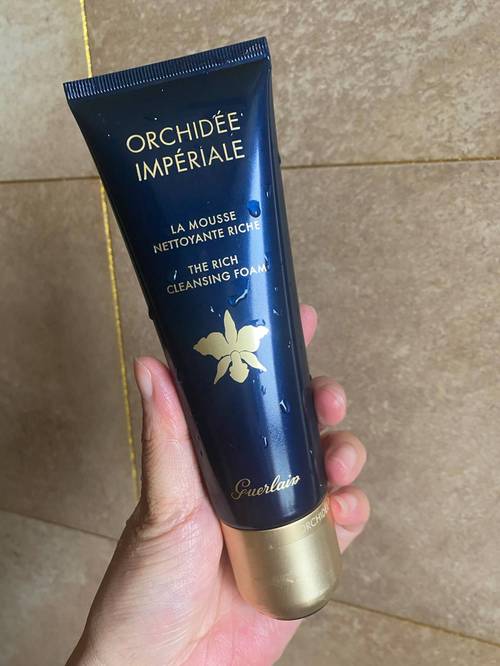 ORCHIDÉE
IMPÉRIALE
LA MOUSSE
NETTOYANTE RICHE
THE RICH
CLEANSING FOAM
Guerlain